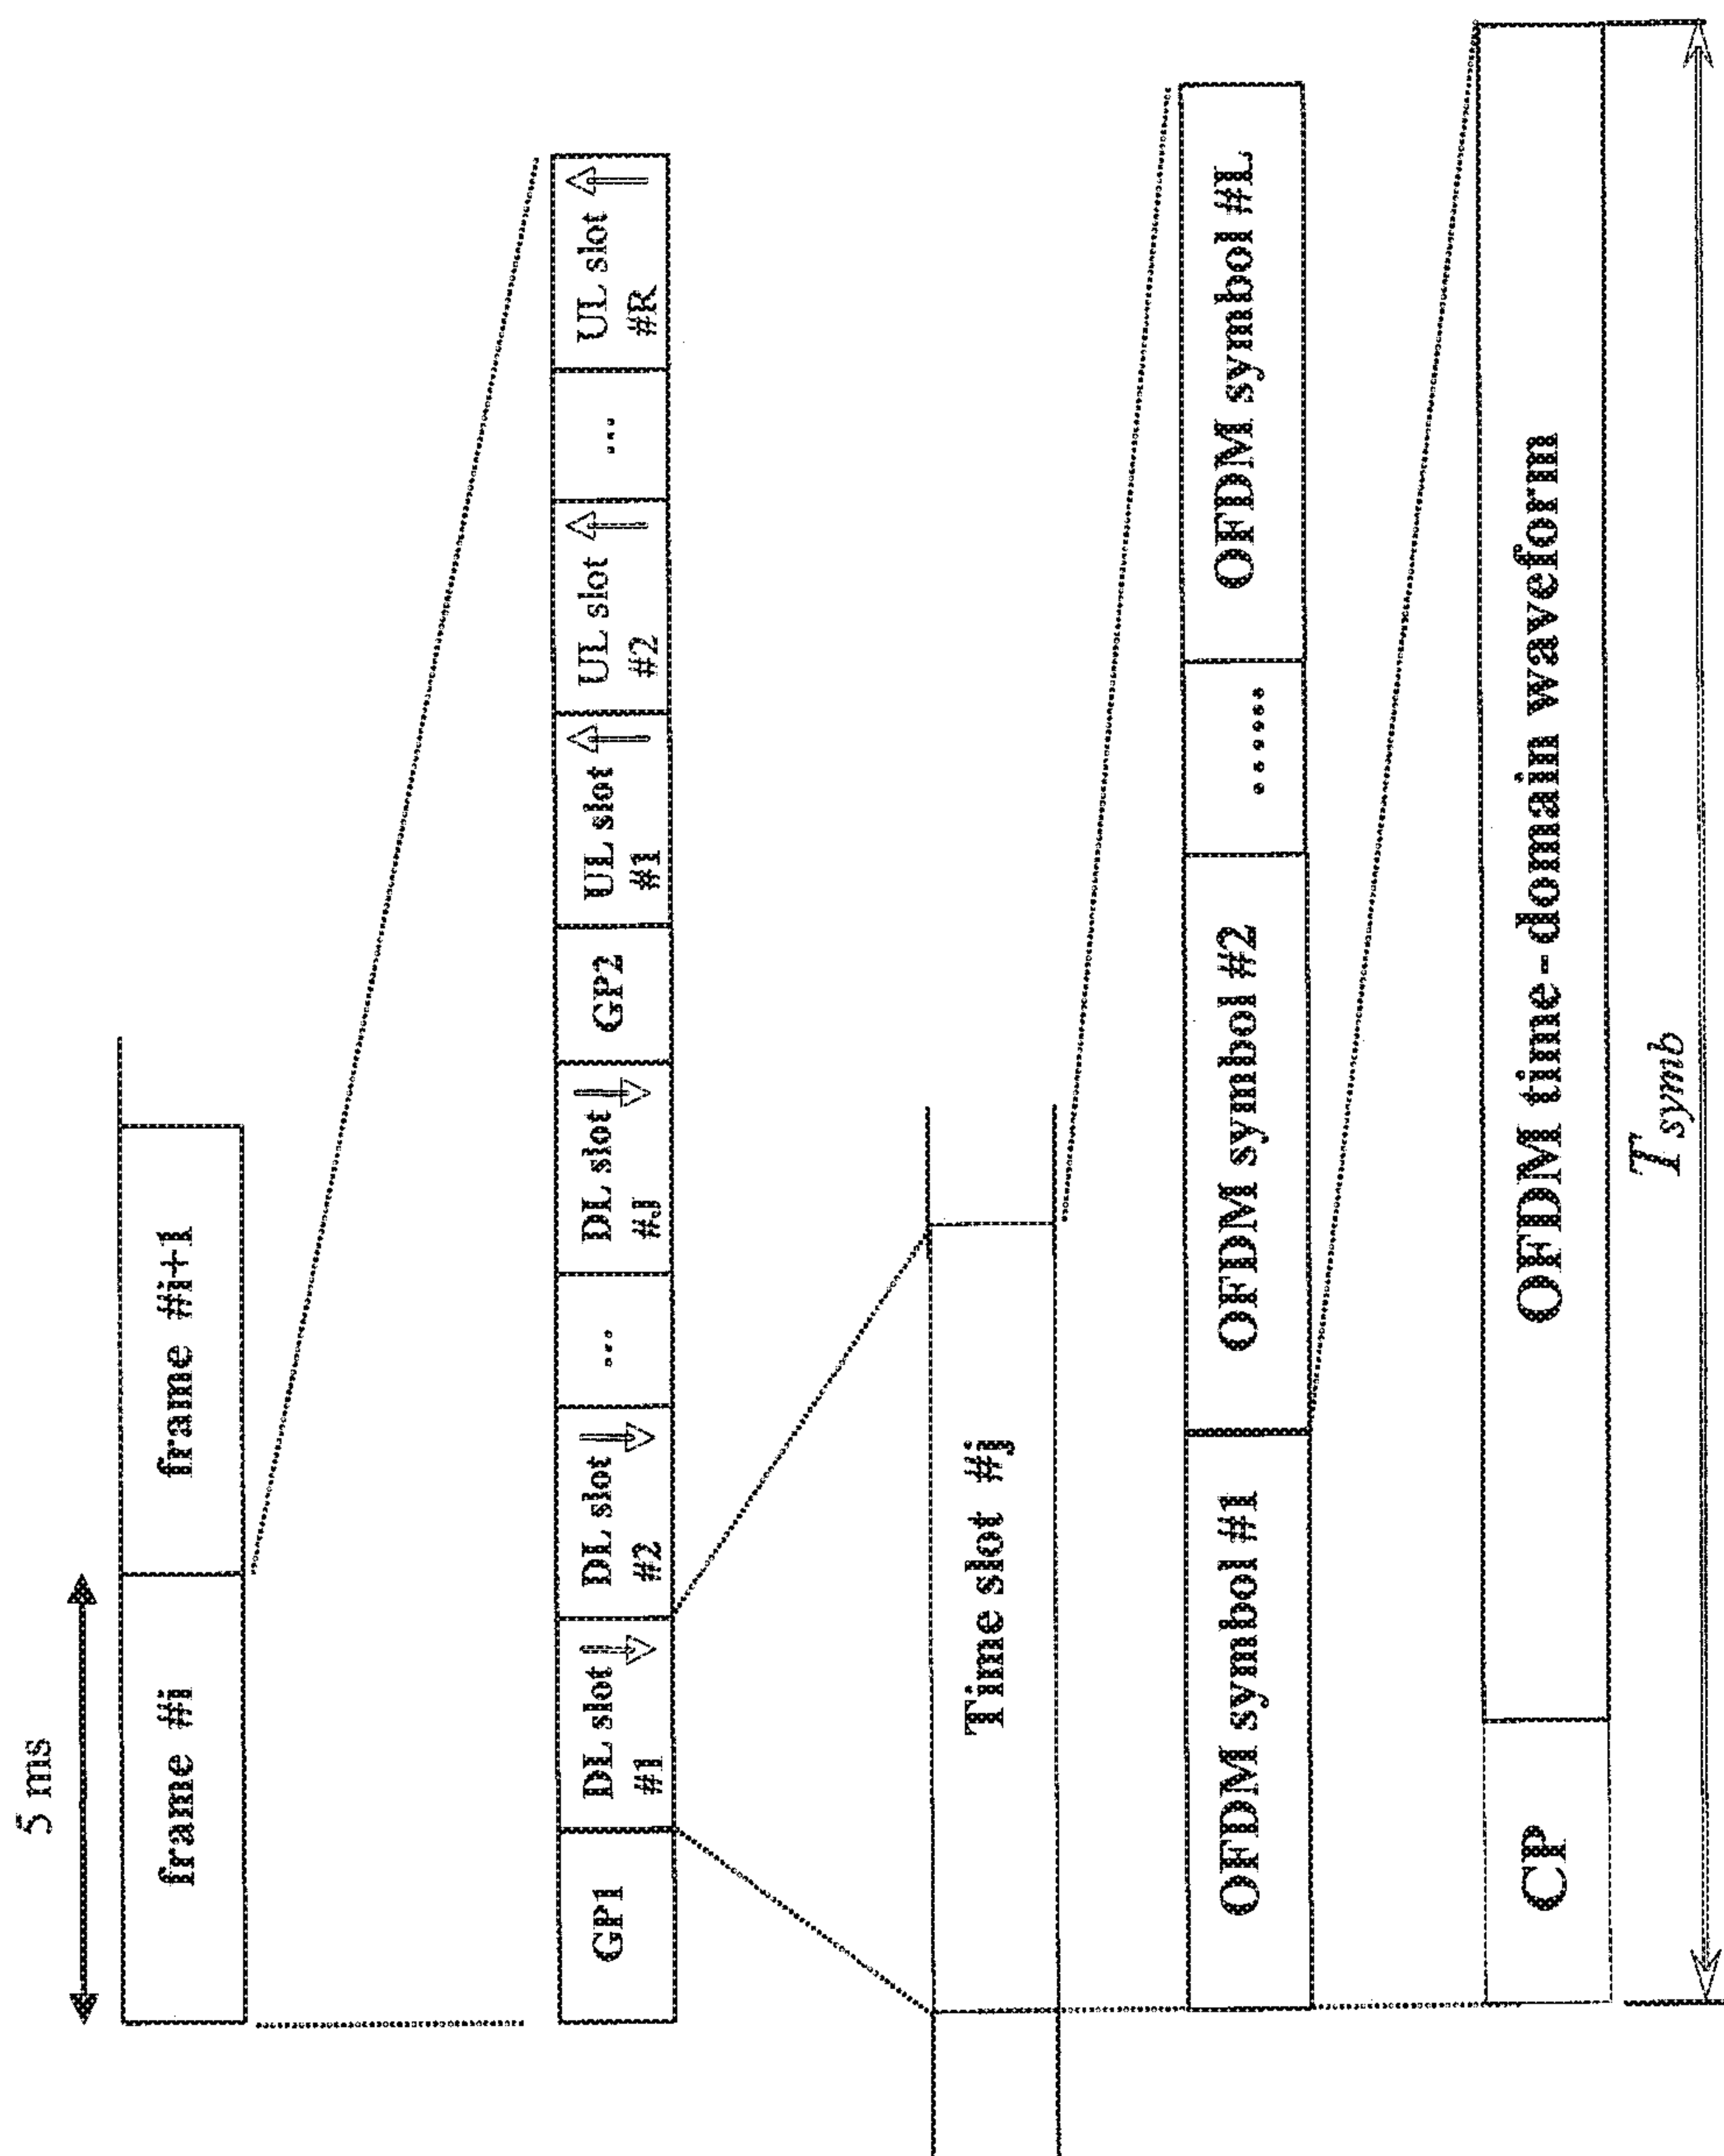 5 ms
frame #i
frame #i+1
GP1
DL slot
#1
DL slot
#2
...
DL slot
#J
GP2
UL slot
#1
UL slot
#2
...
UL slot
#R
Time slot #j
OFDM symbol #1
OFDM symbol #2
.......
OFDM symbol #L
CP
OFDM time-domain waveform
Tsymb